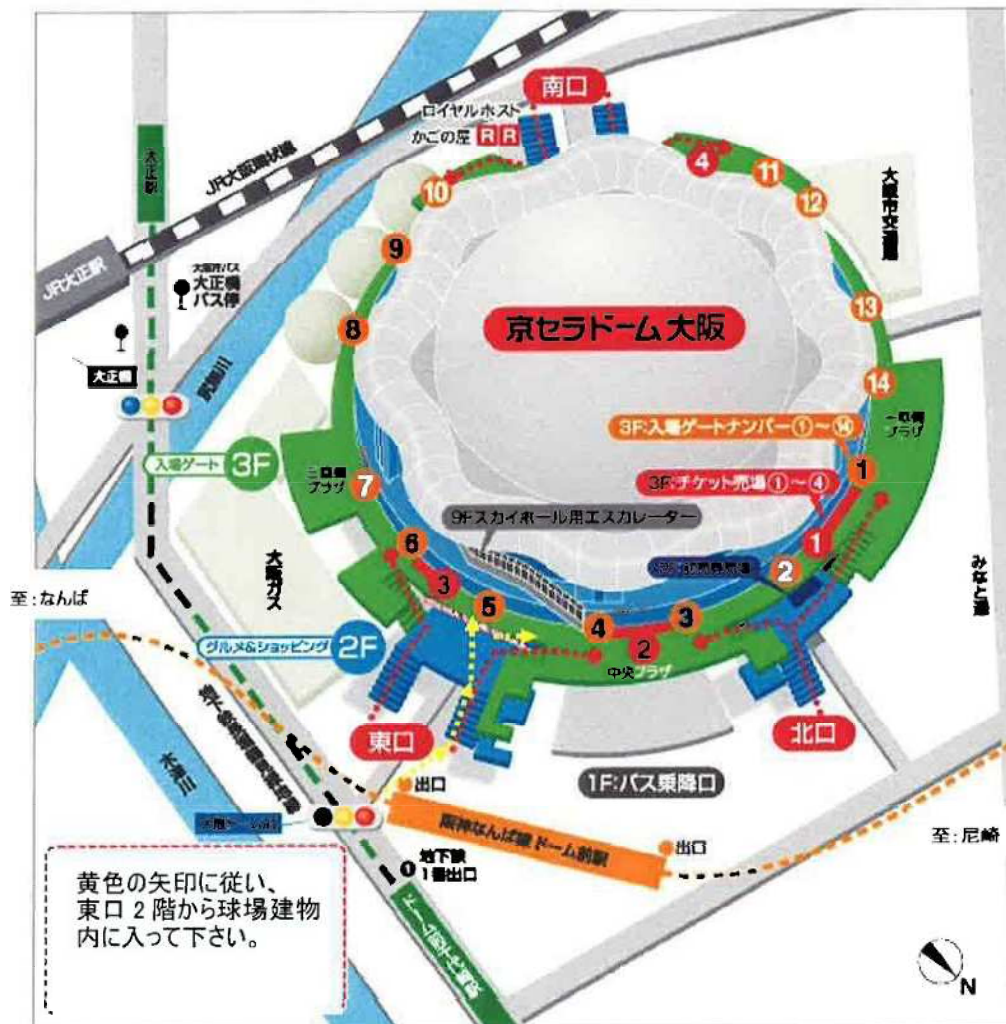 南口
ロイヤルホスト
かごの屋 R R
大正駅
JR大阪環状線
4
11
12
10
9
大阪市バス
大正橋
バス停
JR大正駅
13
8
京セラドーム 大阪
大正橋
14
3F:入場ゲートナンバー①～⑭
一塁側
プラザ
入場ゲート 3F
三塁側
プラザ
7
1
3F:チケット売場①～④
9Fスカイホール用エスカレーター
6
1
2
みなと通
3
大阪ガス
5
至:なんば
4
3
2
グルメ&ショッピング 2F
中央プラザ
東口
北口
木津川
出口
1F:バス乗降口
阪神なんば線 ドーム前駅
出口
至:尼崎
1
地下鉄
1番出口
黄色の矢印に従い、
東口2階から球場建物
内に入って下さい。
N